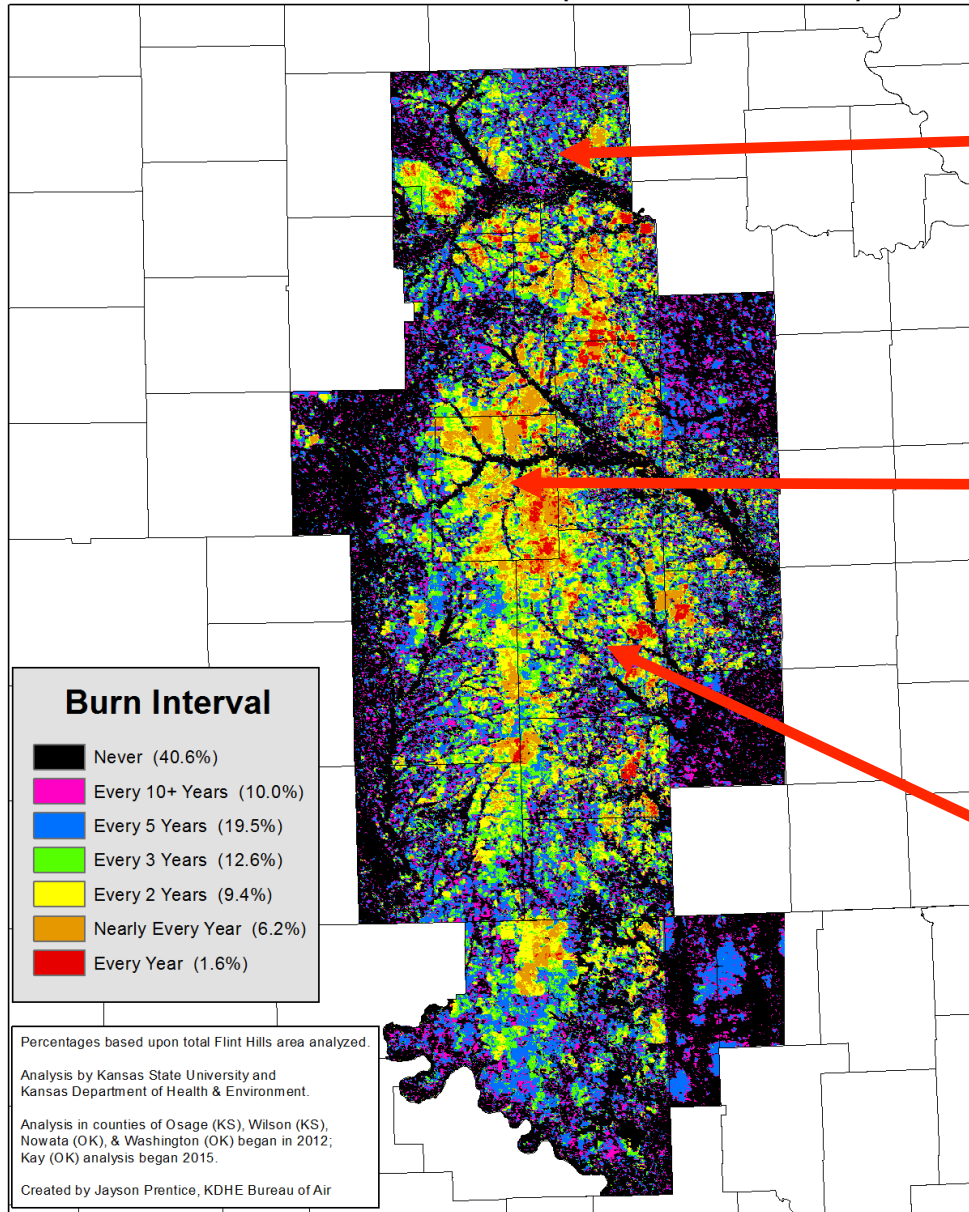 Burn Interval
Never (40.6%)
Every 10+ Years (10.0%)
Every 5 Years (19.5%)
Every 3 Years (12.6%)
Every 2 Years (9.4%)
Nearly Every Year (6.2%)
Every Year (1.6%)
Percentages based upon total Flint Hills area analyzed.
Analysis by Kansas State University and
Kansas Department of Health & Environment.
Analysis in counties of Osage (KS), Wilson (KS),
Nowata (OK), & Washington (OK) began in 2012;
Kay (OK) analysis began 2015.
Created by Jayson Prentice, KDHE Bureau of Air